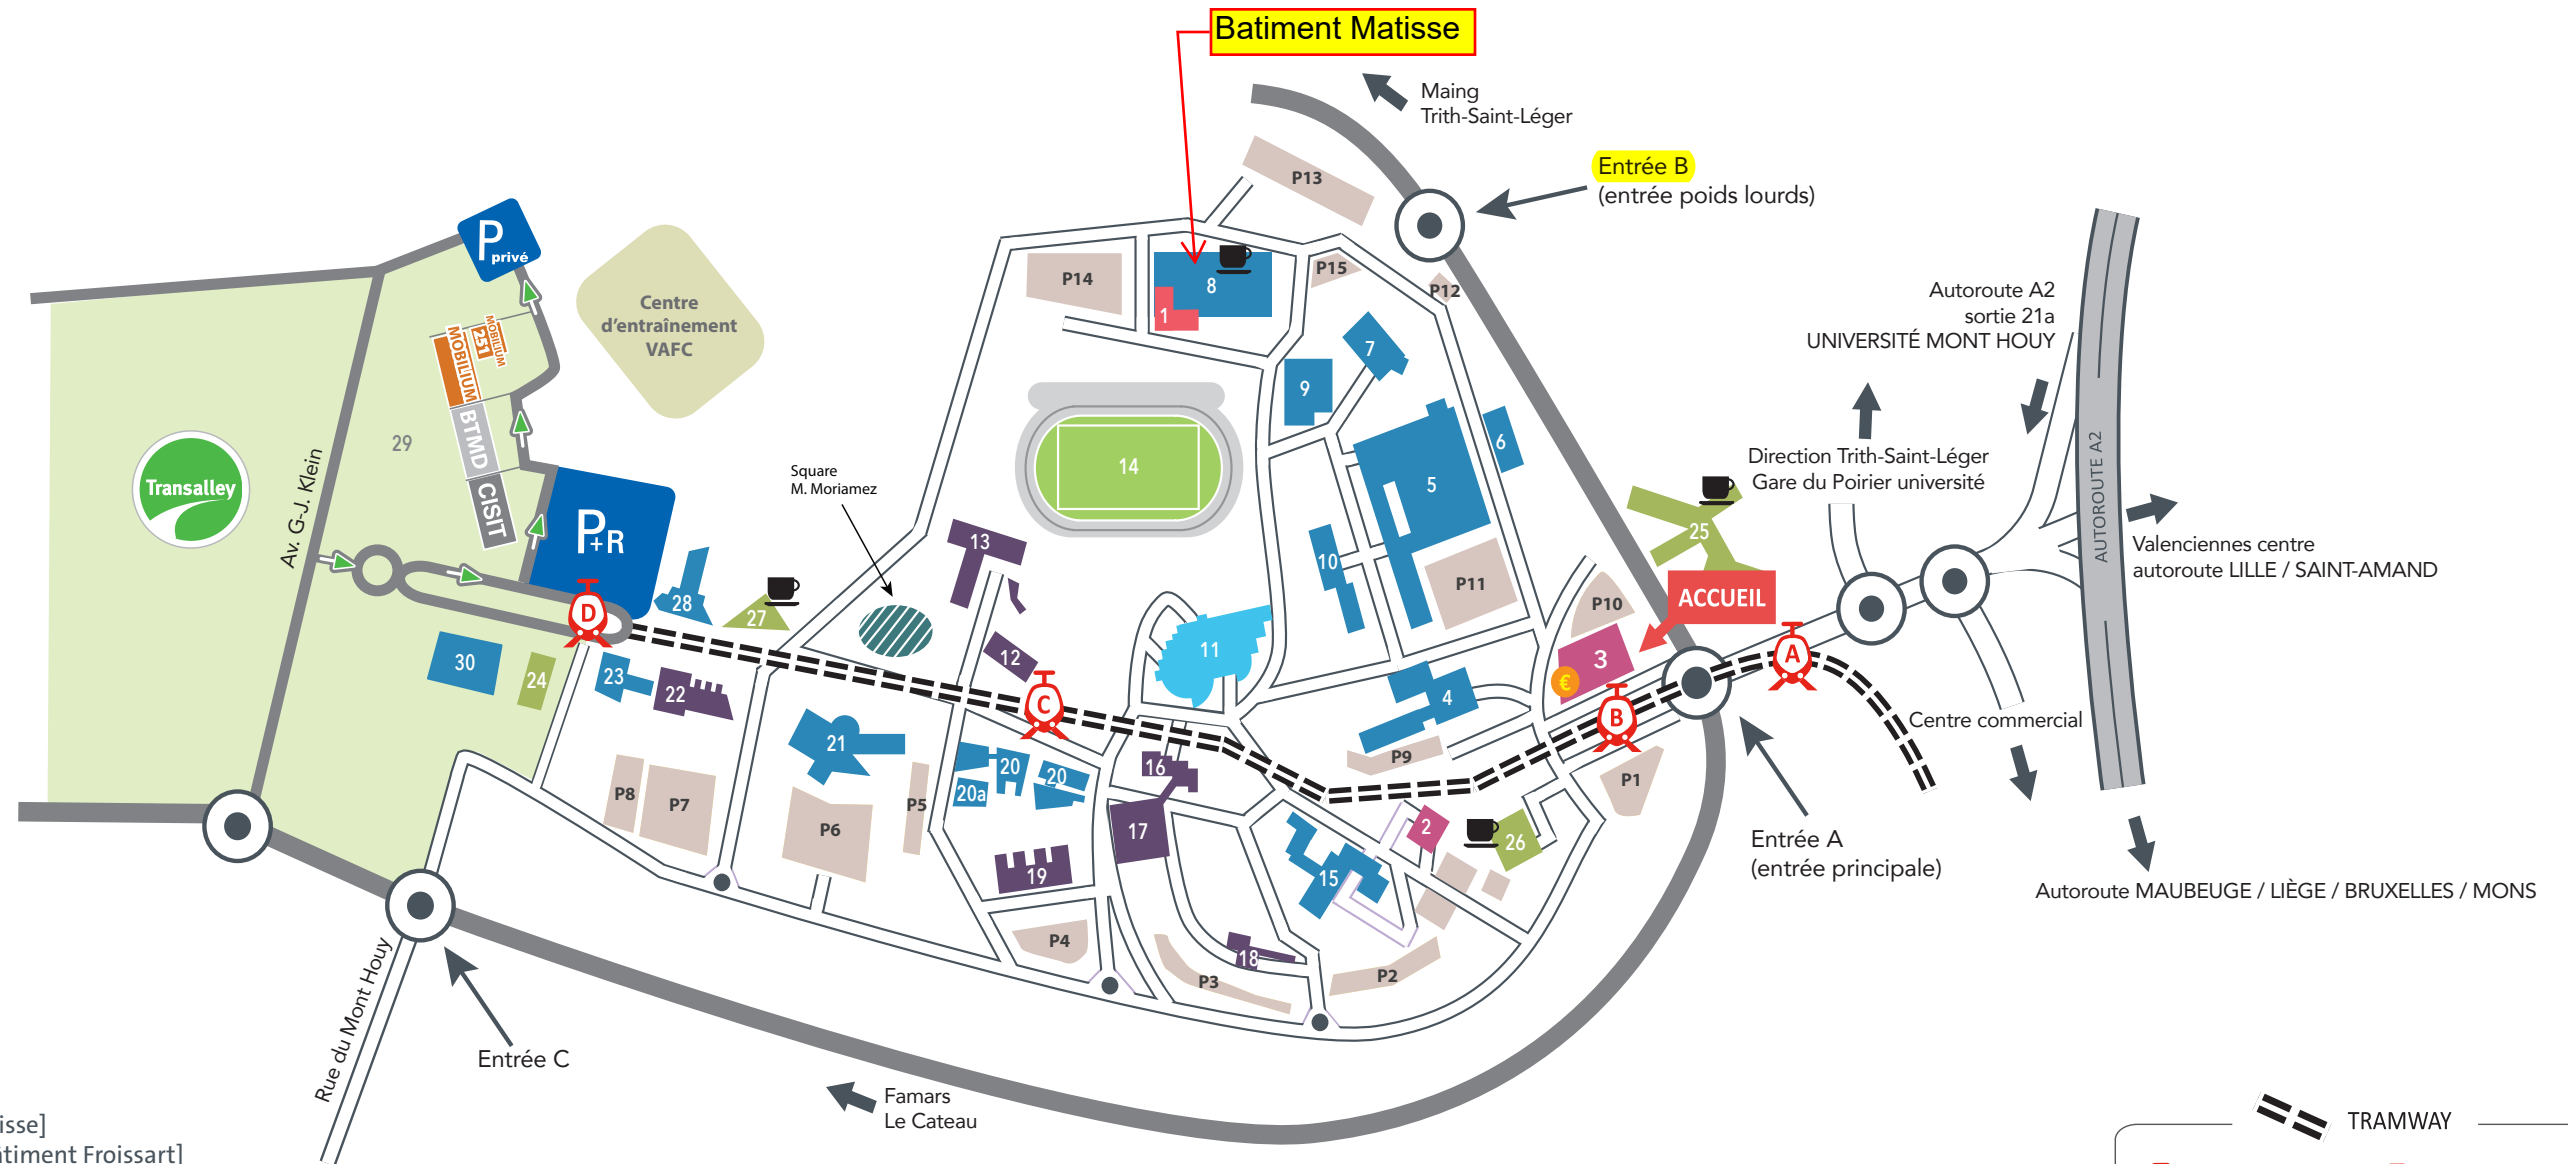 Batiment Matisse
Maing
Trith-Saint-Léger
Entrée B
(entrée poids lourds)
P13
P privé
Centre
d'entraînement
VAFC
P14
8
1
P15
P12
Autoroute A2
sortie 21a
UNIVERSITÉ MONT HOUY
MOBILIUM
231
MOBILIUM
BTMD
CISIT
29
Transalley
Av. G-J. Klein
7
9
6
5
14
Direction Trith-Saint-Léger
Gare du Poirier université
AUTOROUTE A2
Square
M. Moriamez
P+R
25
Valenciennes centre
autoroute LILLE / SAINT-AMAND
13
10
P11
P10
ACCUEIL
D
28
27
12
11
3
€
A
30
24
23
22
C
4
B
Centre commercial
21
P9
16
20
20
20a
P1
P8
P7
P6
P5
17
2
26
Entrée A
(entrée principale)
19
15
Autoroute MAUBEUGE / LIÈGE / BRUXELLES / MONS
P4
18
P3
P2
Rue du Mont Houy
Entrée C
Famars
Le Cateau
isse]
âtiment Froissart]
TRAMWAY